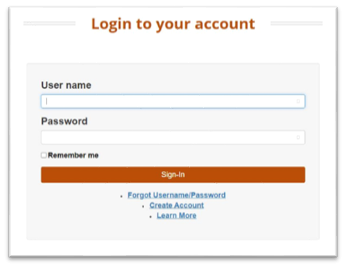 Login to your account
User name
Password
Remember me
Sign-In
Forgot Username/Password
Create Account
Learn More